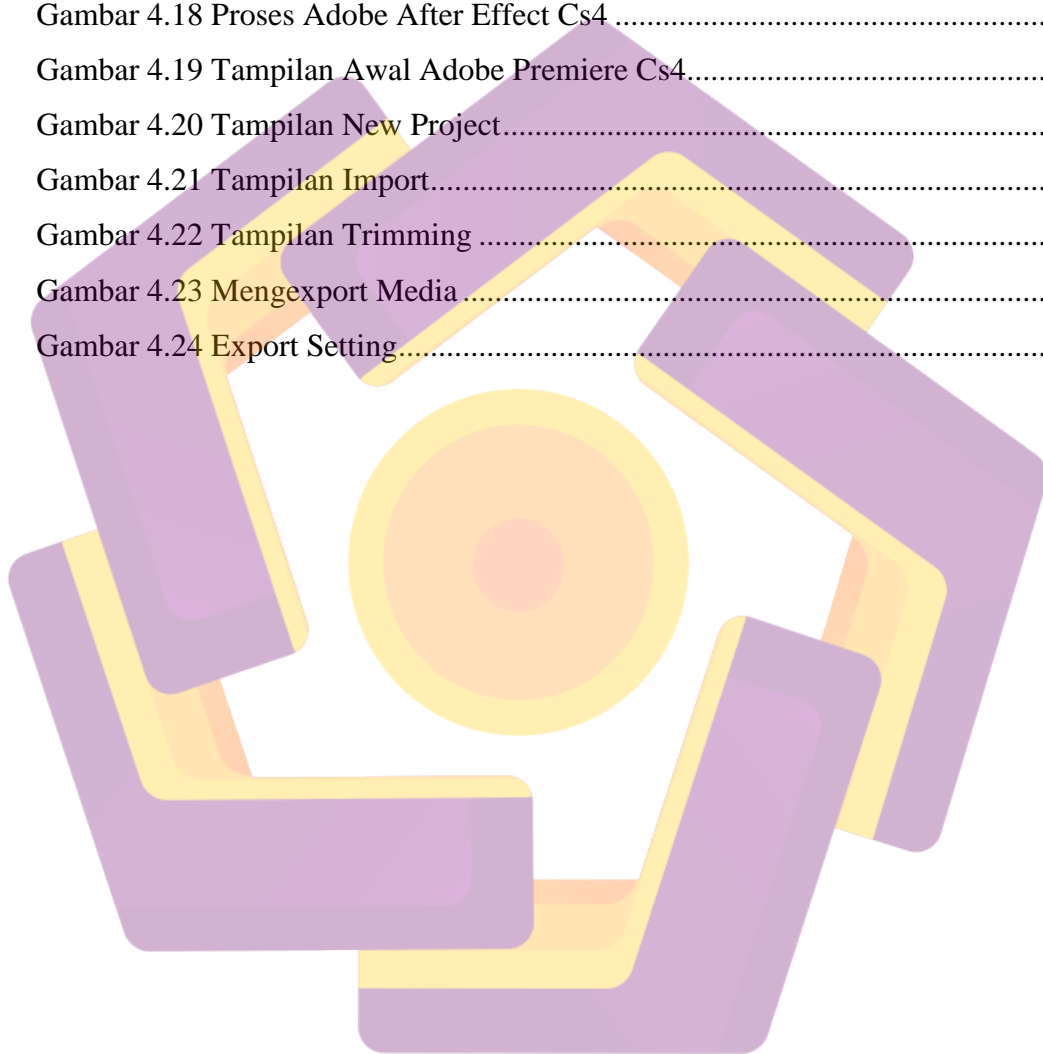 Gambar 4.18 Proses Adobe After Effect Cs4 ......................................................
Gambar 4.19 Tampilan Awal Adobe Premiere Cs4.............................................
Gambar 4.20 Tampilan New Project....................................................................
Gambar 4.21 Tampilan Import.............................................................................
Gambar 4.22 Tampilan Trimming .......................................................................
Gambar 4.23 Mengexport Media .........................................................................
Gambar 4.24 Export Setting.................................................................................